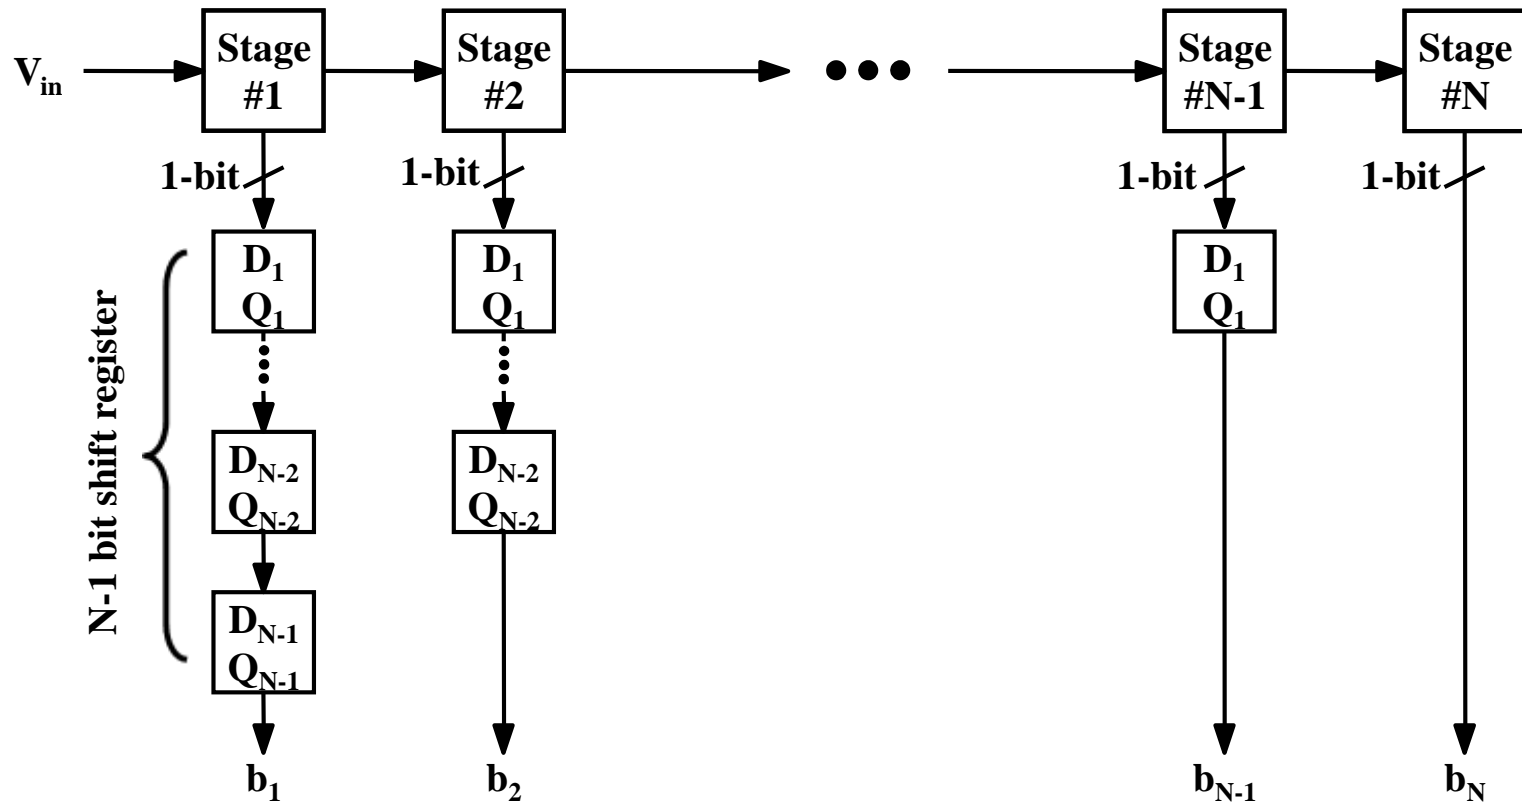 V_in
Stage
#1
Stage
#2
Stage
#N-1
Stage
#N
1-bit
1-bit
1-bit
1-bit
N-1 bit shift register
D_1
Q_1
D_1
Q_1
D_1
Q_1
D_N-2
Q_N-2
D_N-2
Q_N-2
D_N-1
Q_N-1
b_1
b_2
b_N-1
b_N